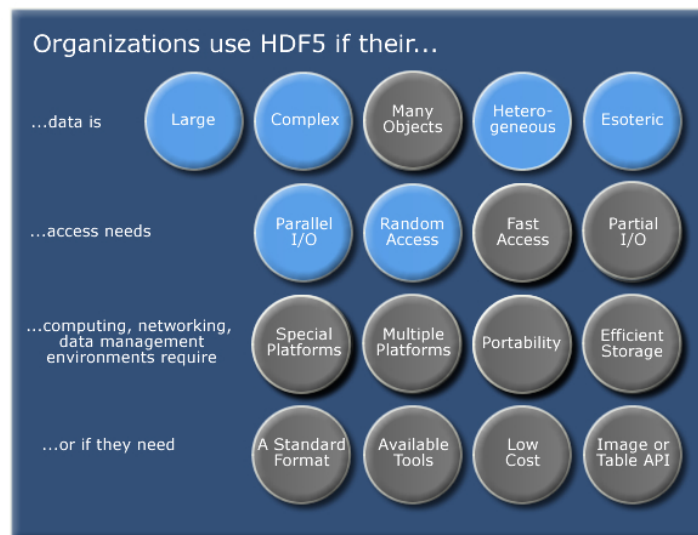 Organizations use HDF5 if their...
...data is
Large
Complex
Many
Objects
Hetero-
geneous
Esoteric
...access needs
Parallel
I/O
Random
Access
Fast
Access
Partial
I/O
...computing, networking,
data management
environments require
Special
Platforms
Multiple
Platforms
Portability
Efficient
Storage
...or if they need
A Standard
Format
Available
Tools
Low
Cost
Image or
Table API